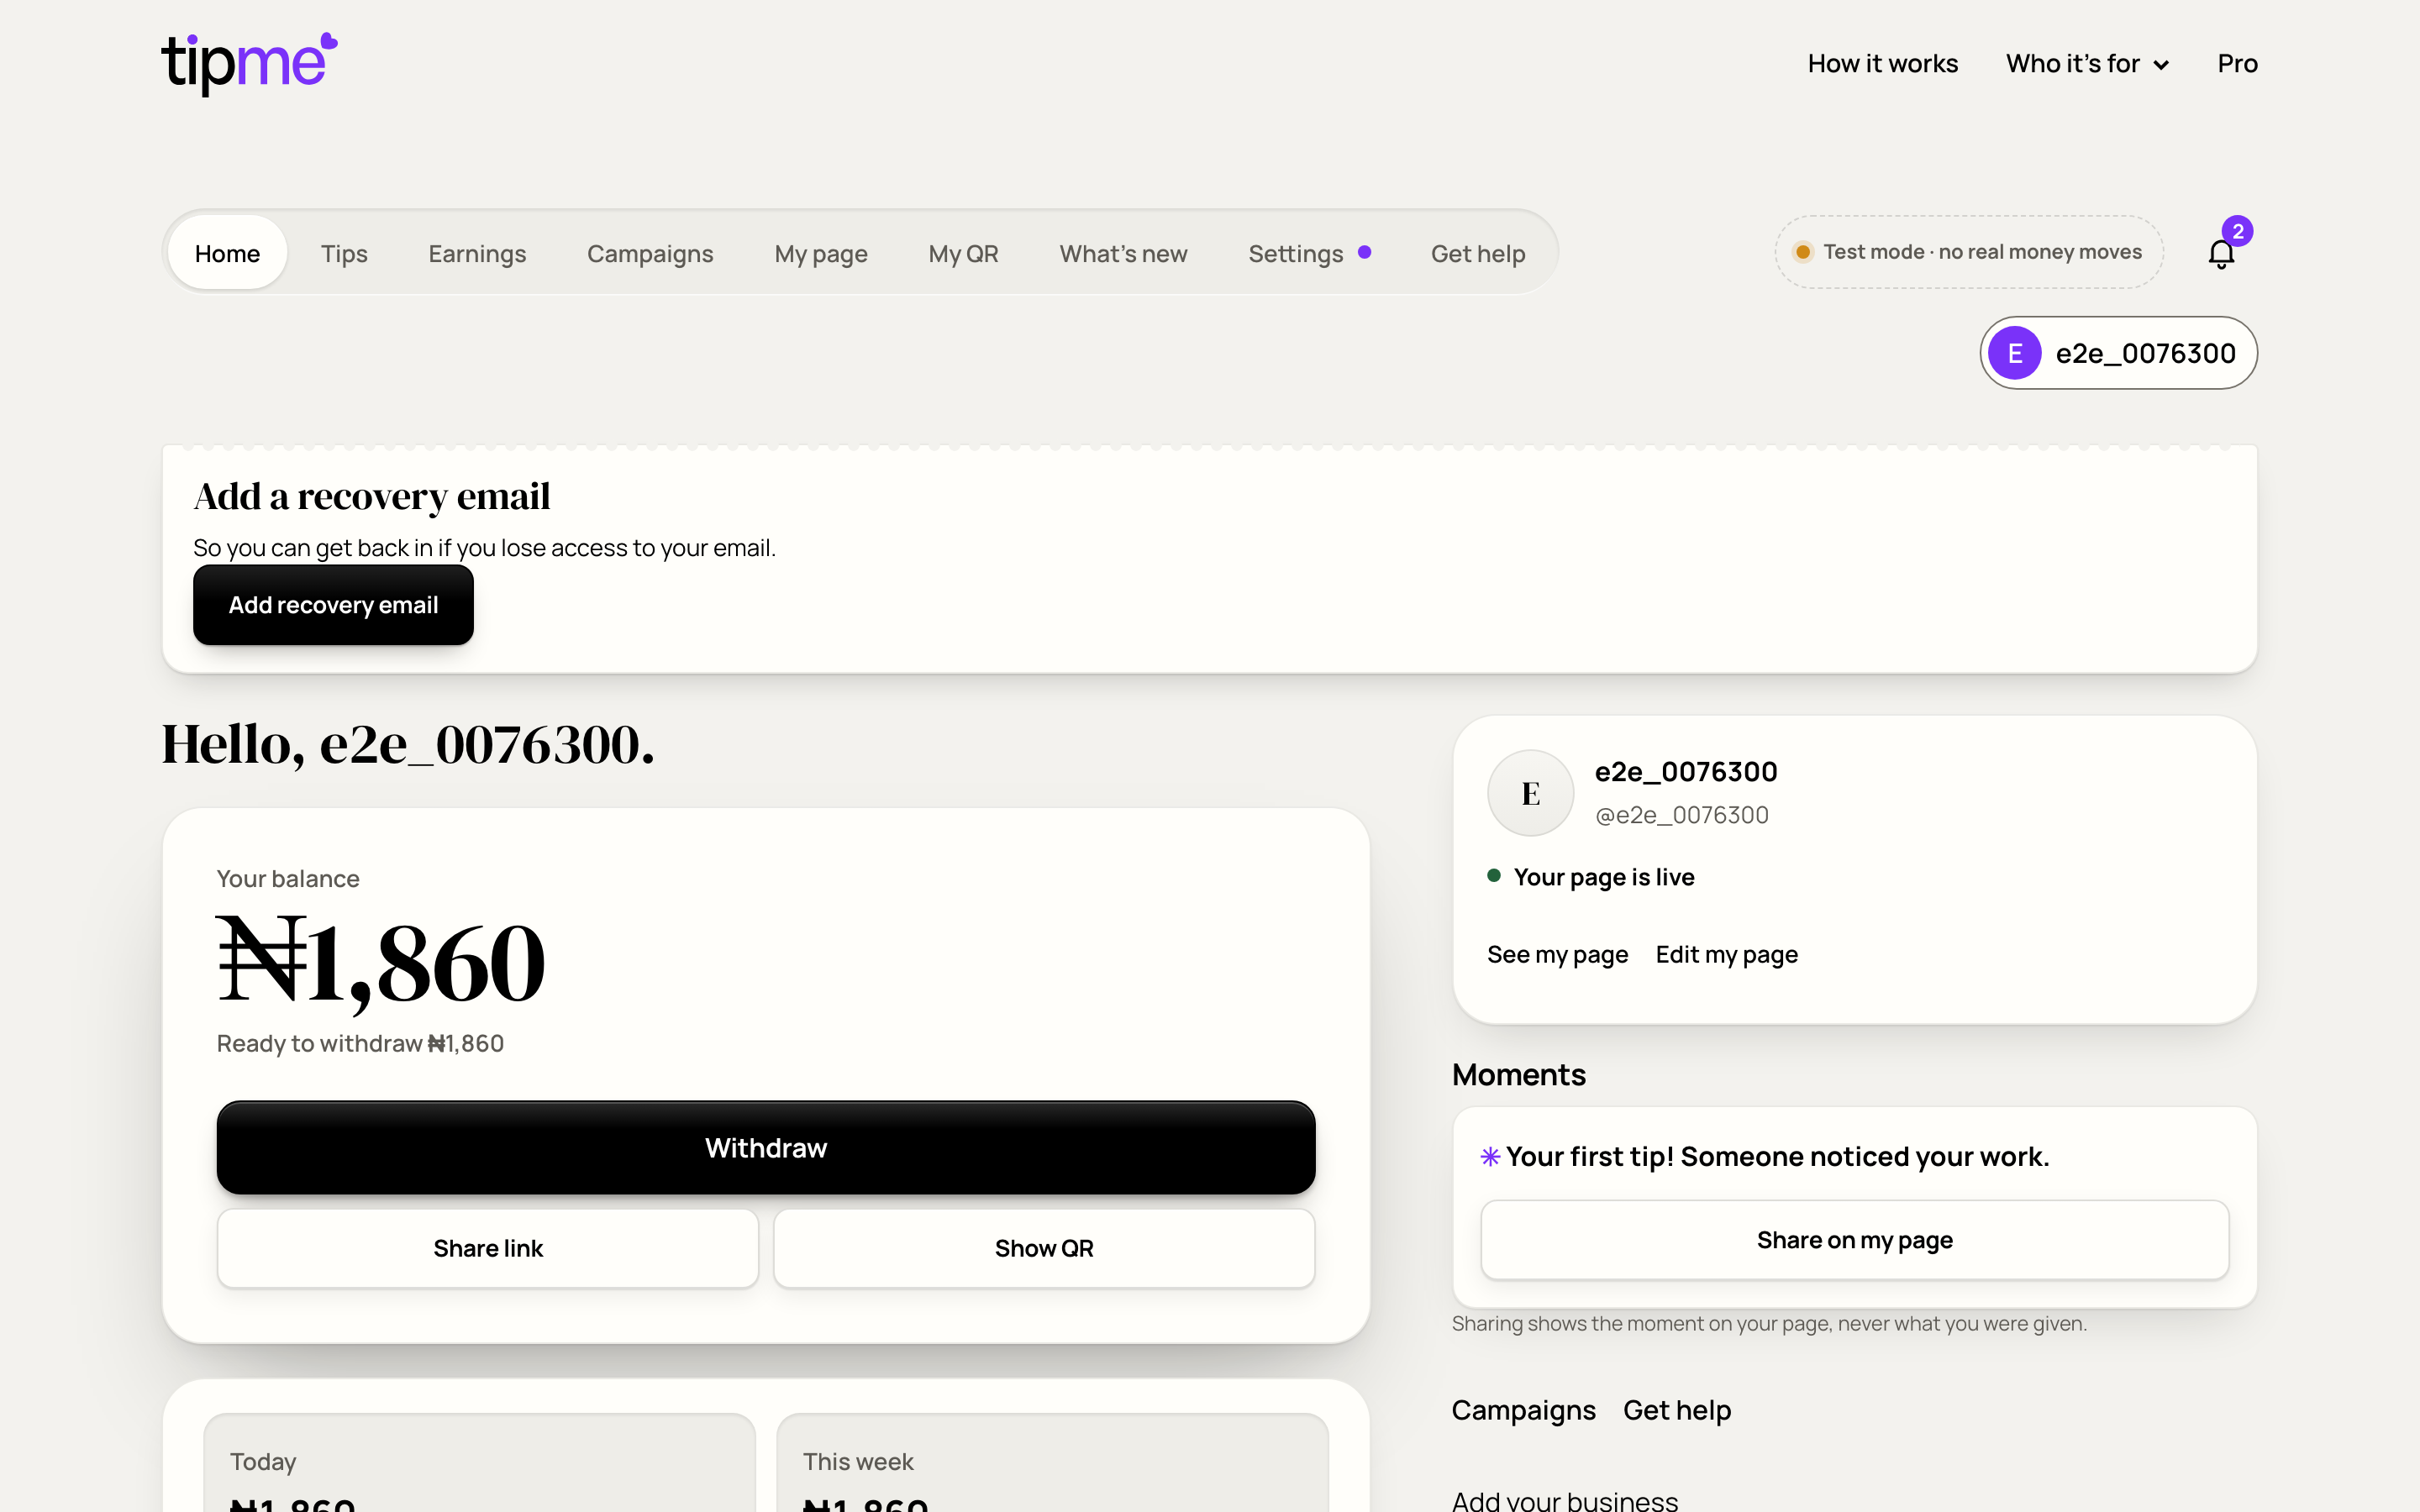 tipme
How it works Who it's for Pro
Home Tips Earnings Campaigns My page My QR What's new Settings Get help
Test mode · no real money moves
2
E e2e_0076300
Add a recovery email
So you can get back in if you lose access to your email.
Add recovery email
Hello, e2e_0076300.
Your balance
₦1,860
Ready to withdraw ₦1,860
Withdraw
Share link Show QR
Today
₦1,860
This week
₦1,860
E
e2e_0076300
@e2e_0076300
Your page is live
See my page Edit my page
Moments
Your first tip! Someone noticed your work.
Share on my page
Sharing shows the moment on your page, never what you were given.
Campaigns Get help
Add your business